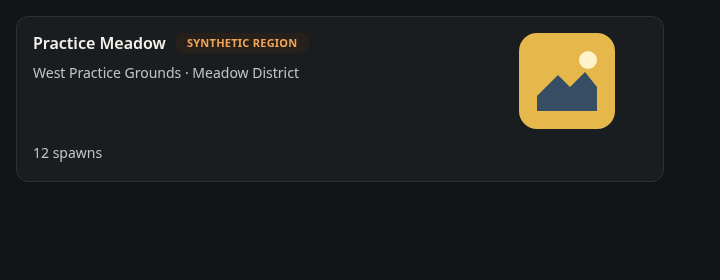 Practice Meadow SYNTHETIC REGION
West Practice Grounds · Meadow District
12 spawns